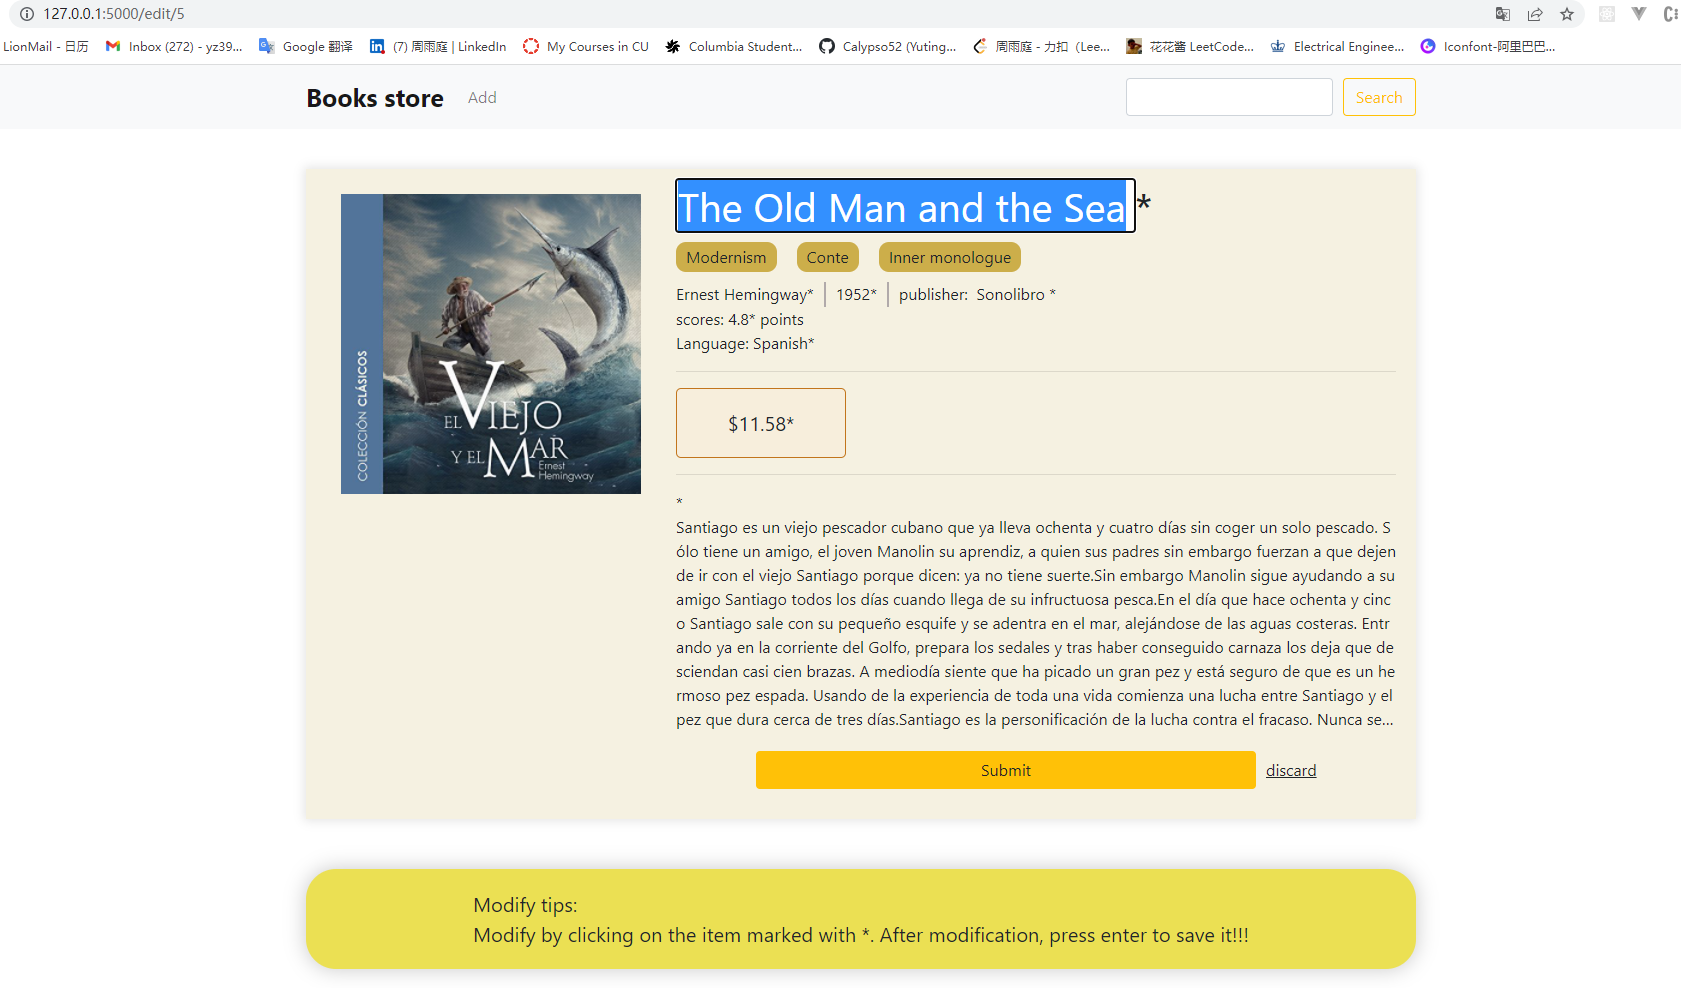 127.0.0.1:5000/edit/5
LionMail - 日历 Inbox (272) - yz39... Google 翻译 (7) 周雨庭 | LinkedIn My Courses in CU Columbia Student... Calypso52 (Yuting... 周雨庭 - 力扣（Lee... 花花酱 LeetCode... Electrical Enginee... Iconfont-阿里巴巴...
Books store Add Search
The Old Man and the Sea *
Modernism Conte Inner monologue
Ernest Hemingway* 1952* publisher: Sonolibro *
scores: 4.8* points
Language: Spanish*
COLECCIÓN CLÁSICOS
EL VIEJO
Y EL MAR
Ernest
Hemingway
$11.58*
*
Santiago es un viejo pescador cubano que ya lleva ochenta y cuatro días sin coger un solo pescado. S
ólo tiene un amigo, el joven Manolin su aprendiz, a quien sus padres sin embargo fuerzan a que dejen
de ir con el viejo Santiago porque dicen: ya no tiene suerte.Sin embargo Manolin sigue ayudando a su
amigo Santiago todos los días cuando llega de su infructuosa pesca.En el día que hace ochenta y cinc
o Santiago sale con su pequeño esquife y se adentra en el mar, alejándose de las aguas costeras. Entr
ando ya en la corriente del Golfo, prepara los sedales y tras haber conseguido carnaza los deja que de
sciendan casi cien brazas. A mediodía siente que ha picado un gran pez y está seguro de que es un he
rmoso pez espada. Usando de la experiencia de toda una vida comienza una lucha entre Santiago y el
pez que dura cerca de tres días.Santiago es la personificación de la lucha contra el fracaso. Nunca se...
Submit discard
Modify tips:
Modify by clicking on the item marked with *. After modification, press enter to save it!!!